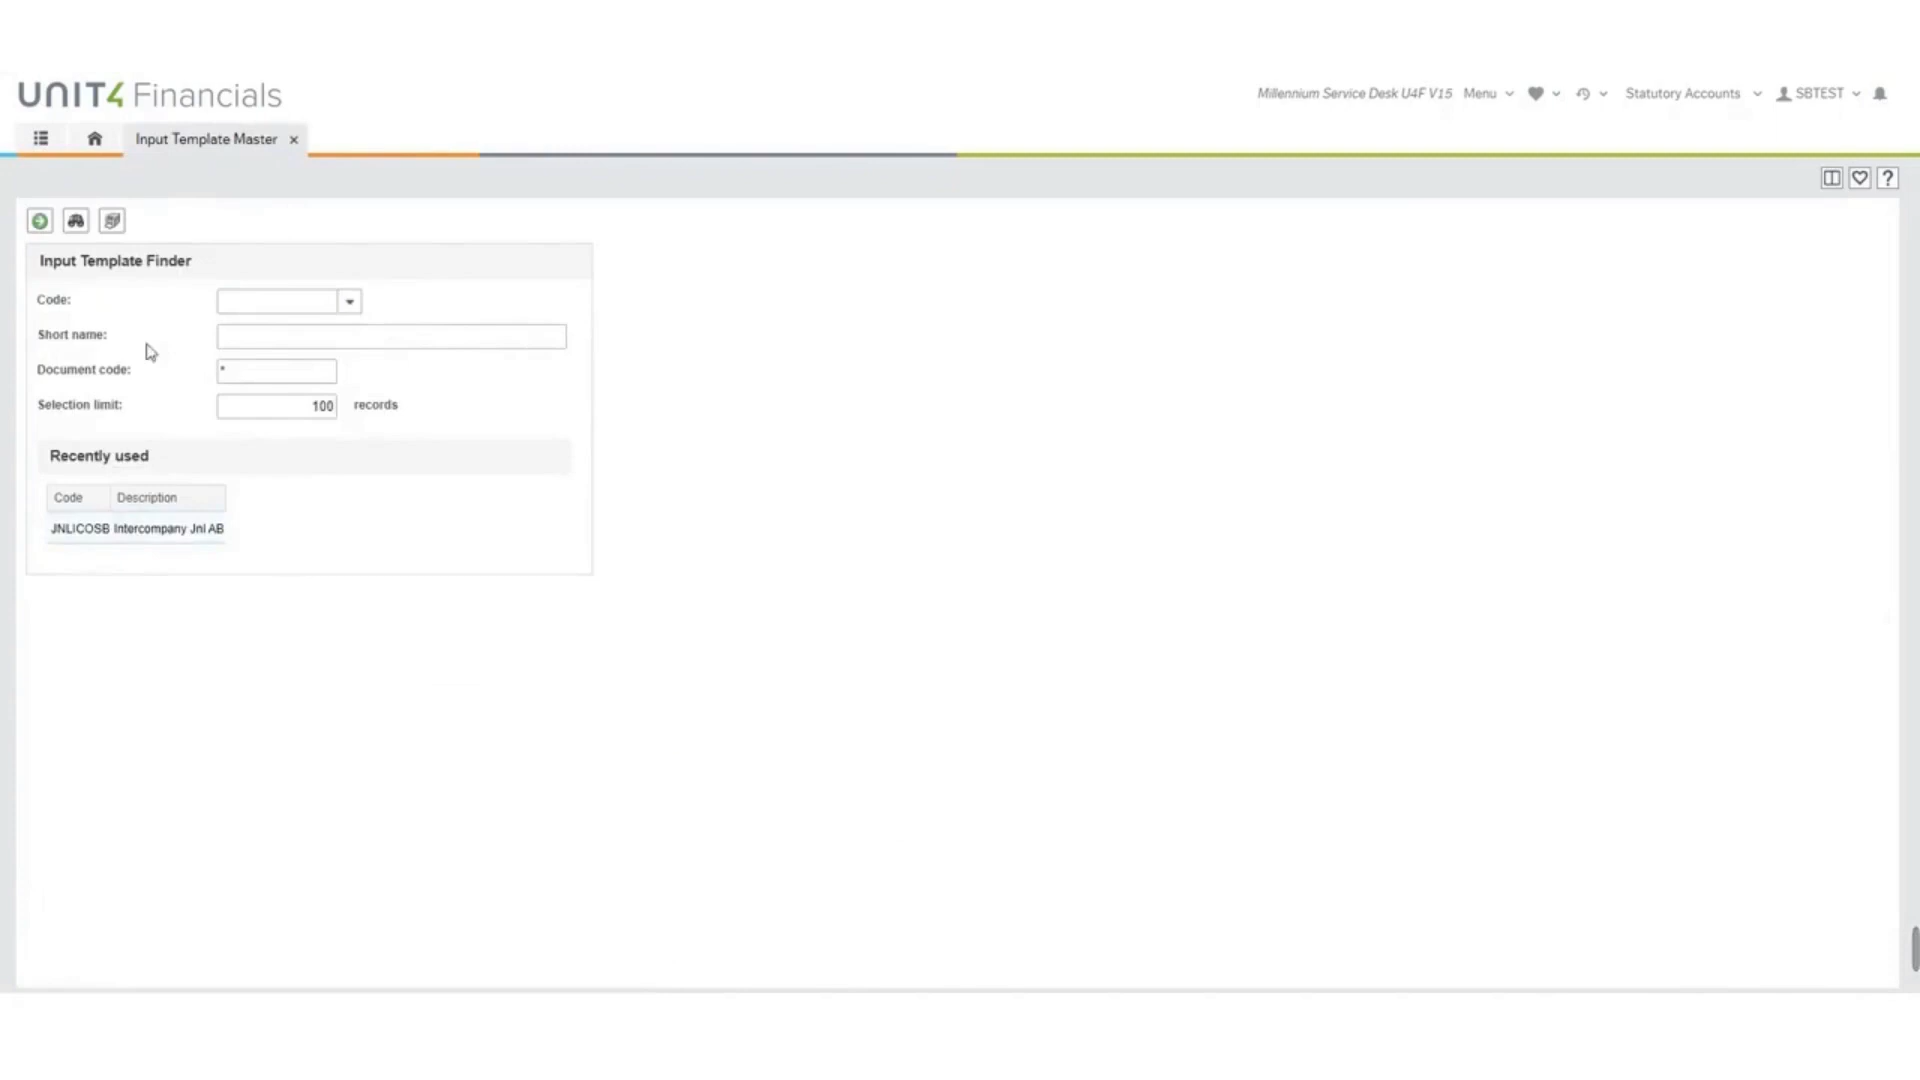 UNIT4 Financials
Millennium Service Desk U4F V15 Menu Statutory Accounts SBTEST
Input Template Master ×
?
Input Template Finder
Code:
Short name:
Document code: *
Selection limit: 100 records
Recently used
Code Description
JNLICOSB Intercompany Jnl AB